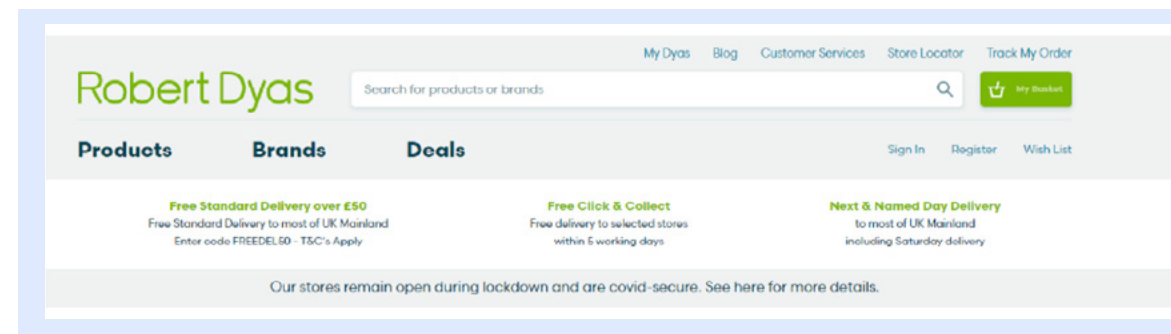 My Dyas Blog Customer Services Store Locator Track My Order
Robert Dyas
Search for products or brands
My Basket
Products Brands Deals
Sign In Register Wish List
Free Standard Delivery over £50
Free Standard Delivery to most of UK Mainland
Enter code FREEDEL50 - T&C's Apply
Free Click & Collect
Free delivery to selected stores
within 5 working days
Next & Named Day Delivery
to most of UK Mainland
including Saturday delivery
Our stores remain open during lockdown and are covid-secure. See here for more details.